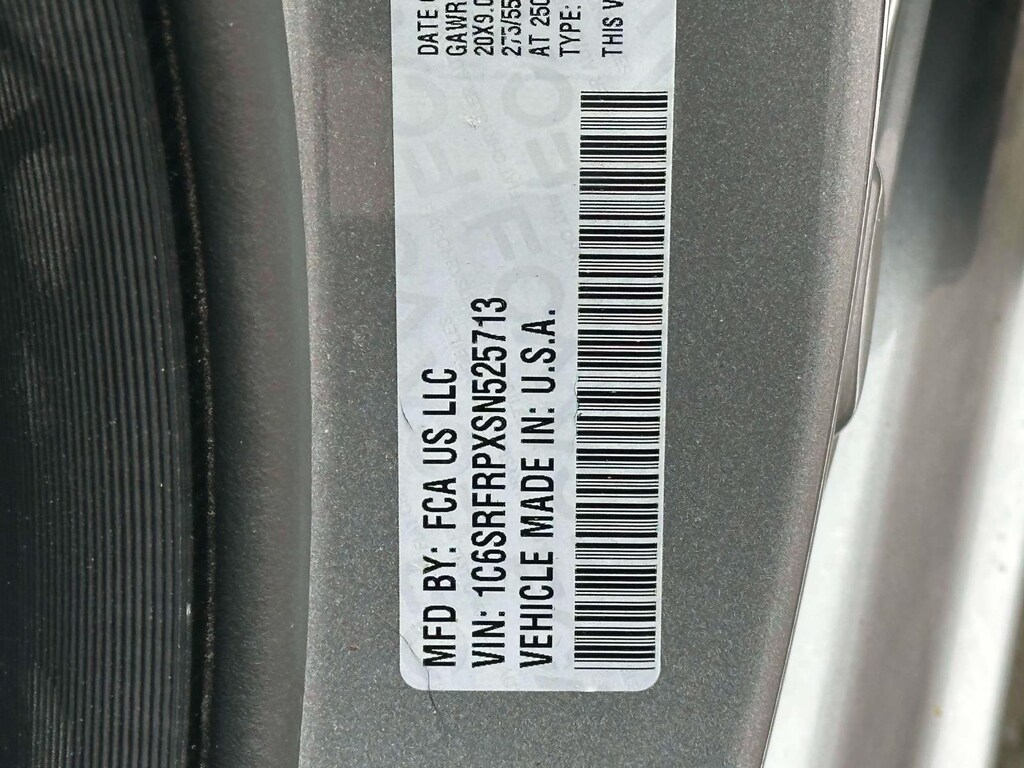 MFD BY: FCA US LLC
VIN: 1C6SRFRPXSN525713
VEHICLE MADE IN: U.S.A.
DATE
GAWR
20X9.0
275/55
AT 250
TYPE:
THIS V